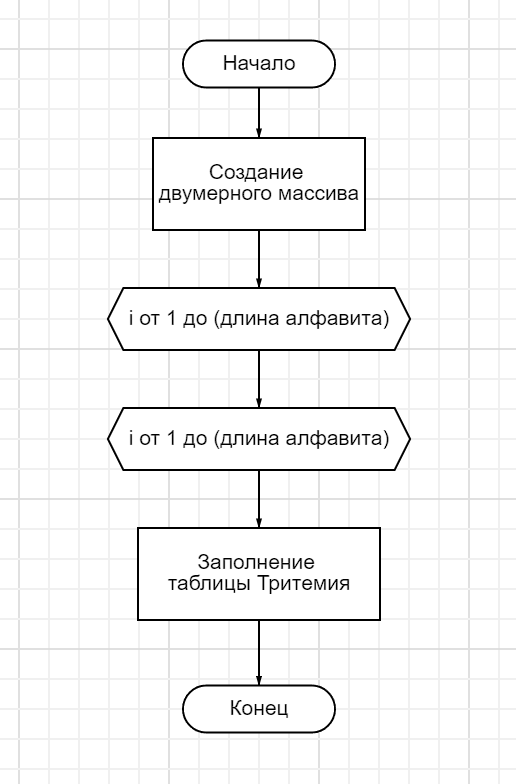 Начало
Создание
двумерного массива
i от 1 до (длина алфавита)
i от 1 до (длина алфавита)
Заполнение
таблицы Тритемия
Конец